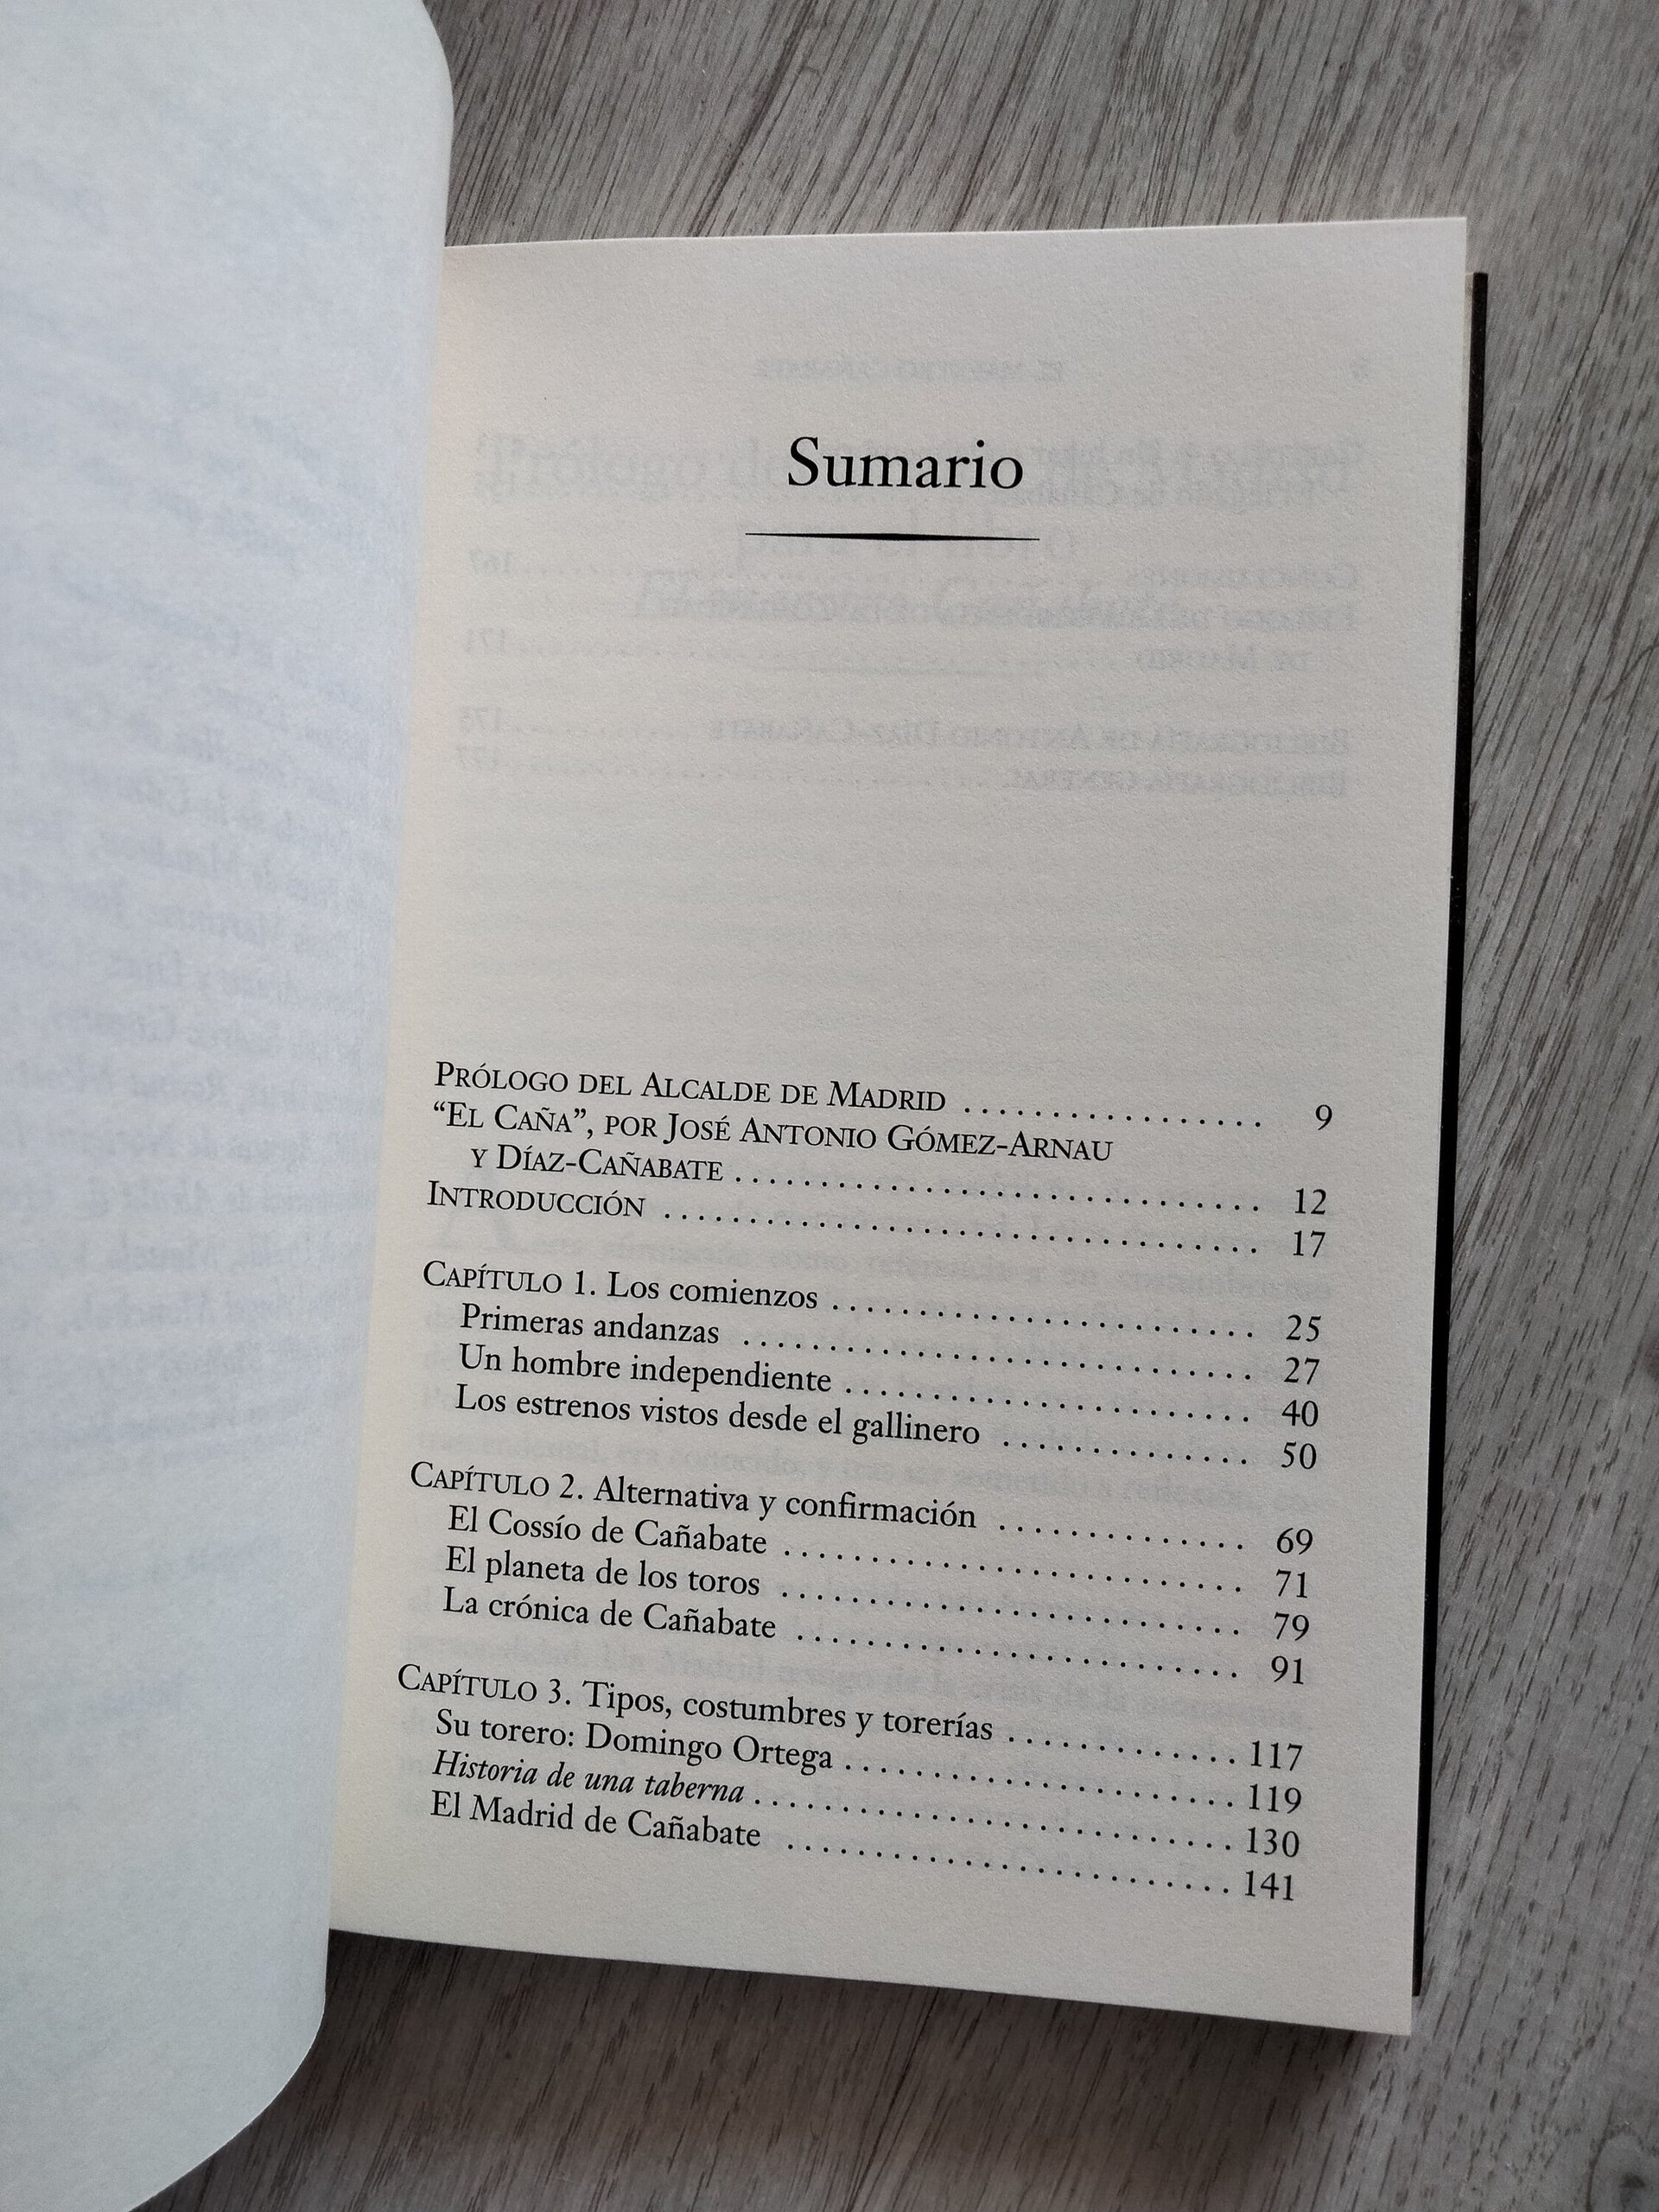 Sumario
PRÓLOGO DEL ALCALDE DE MADRID ................ 9
“EL CAÑA”, POR JOSÉ ANTONIO GÓMEZ-ARNAU
Y DÍAZ-CAÑABATE ................ 12
INTRODUCCIÓN ................ 17
CAPÍTULO 1. Los comienzos ................ 25
Primeras andanzas ................ 27
Un hombre independiente ................ 40
Los estrenos vistos desde el gallinero ................ 50
CAPÍTULO 2. Alternativa y confirmación ................ 69
El Cossío de Cañabate ................ 71
El planeta de los toros ................ 79
La crónica de Cañabate ................ 91
CAPÍTULO 3. Tipos, costumbres y torerías ................ 117
Su torero: Domingo Ortega ................ 119
Historia de una taberna ................ 130
El Madrid de Cañabate ................ 141